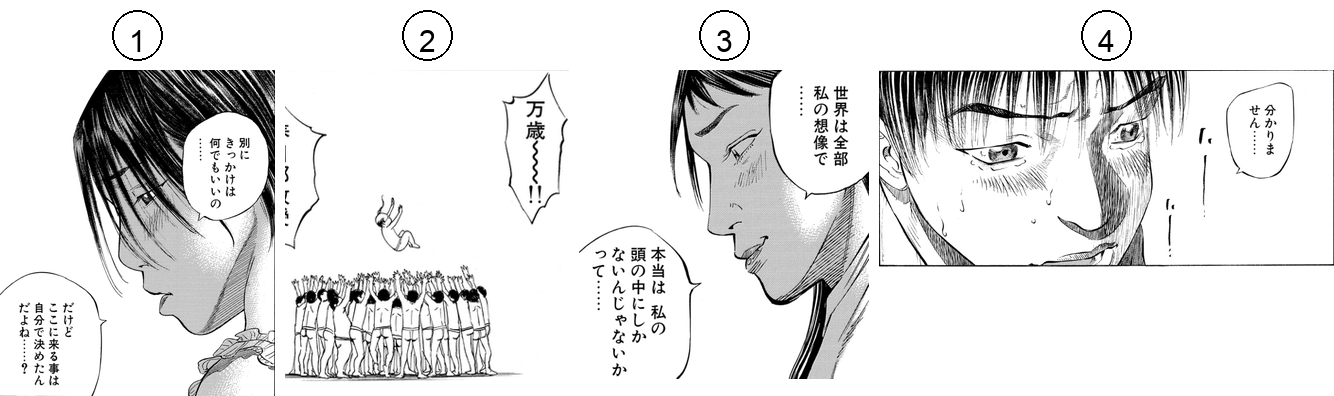 1
別に
きっかけは
何でもいいの
……
だけど
ここに来る事は
自分で決めたん
だよね……?
2
万歳〜〜〜!!
3
世界は全部
私の想像で
……
本当は 私の
頭の中にしか
ないんじゃないか
って……
4
分かりま
せん……